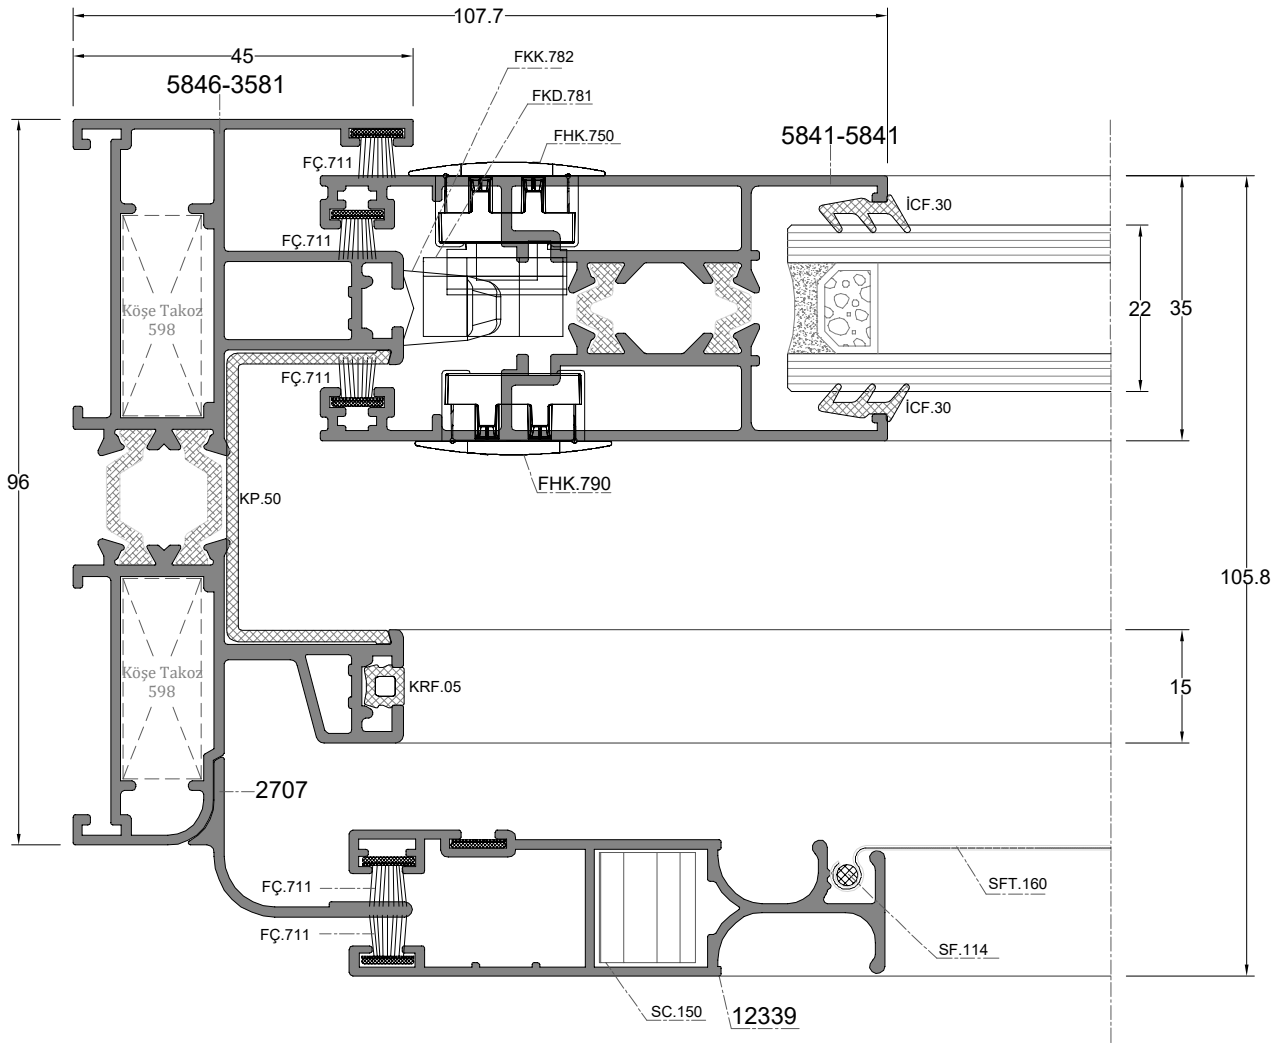 107.7
45
5846-3581
FKK.782
FKD.781
FHK.750
5841-5841
FÇ.711
İCF.30
FÇ.711
Köşe Takoz
598
22
35
FÇ.711
İCF.30
96
FHK.790
KP.50
105.8
Köşe Takoz
598
KRF.05
15
2707
FÇ.711
SFT.160
FÇ.711
SF.114
SC.150
12339